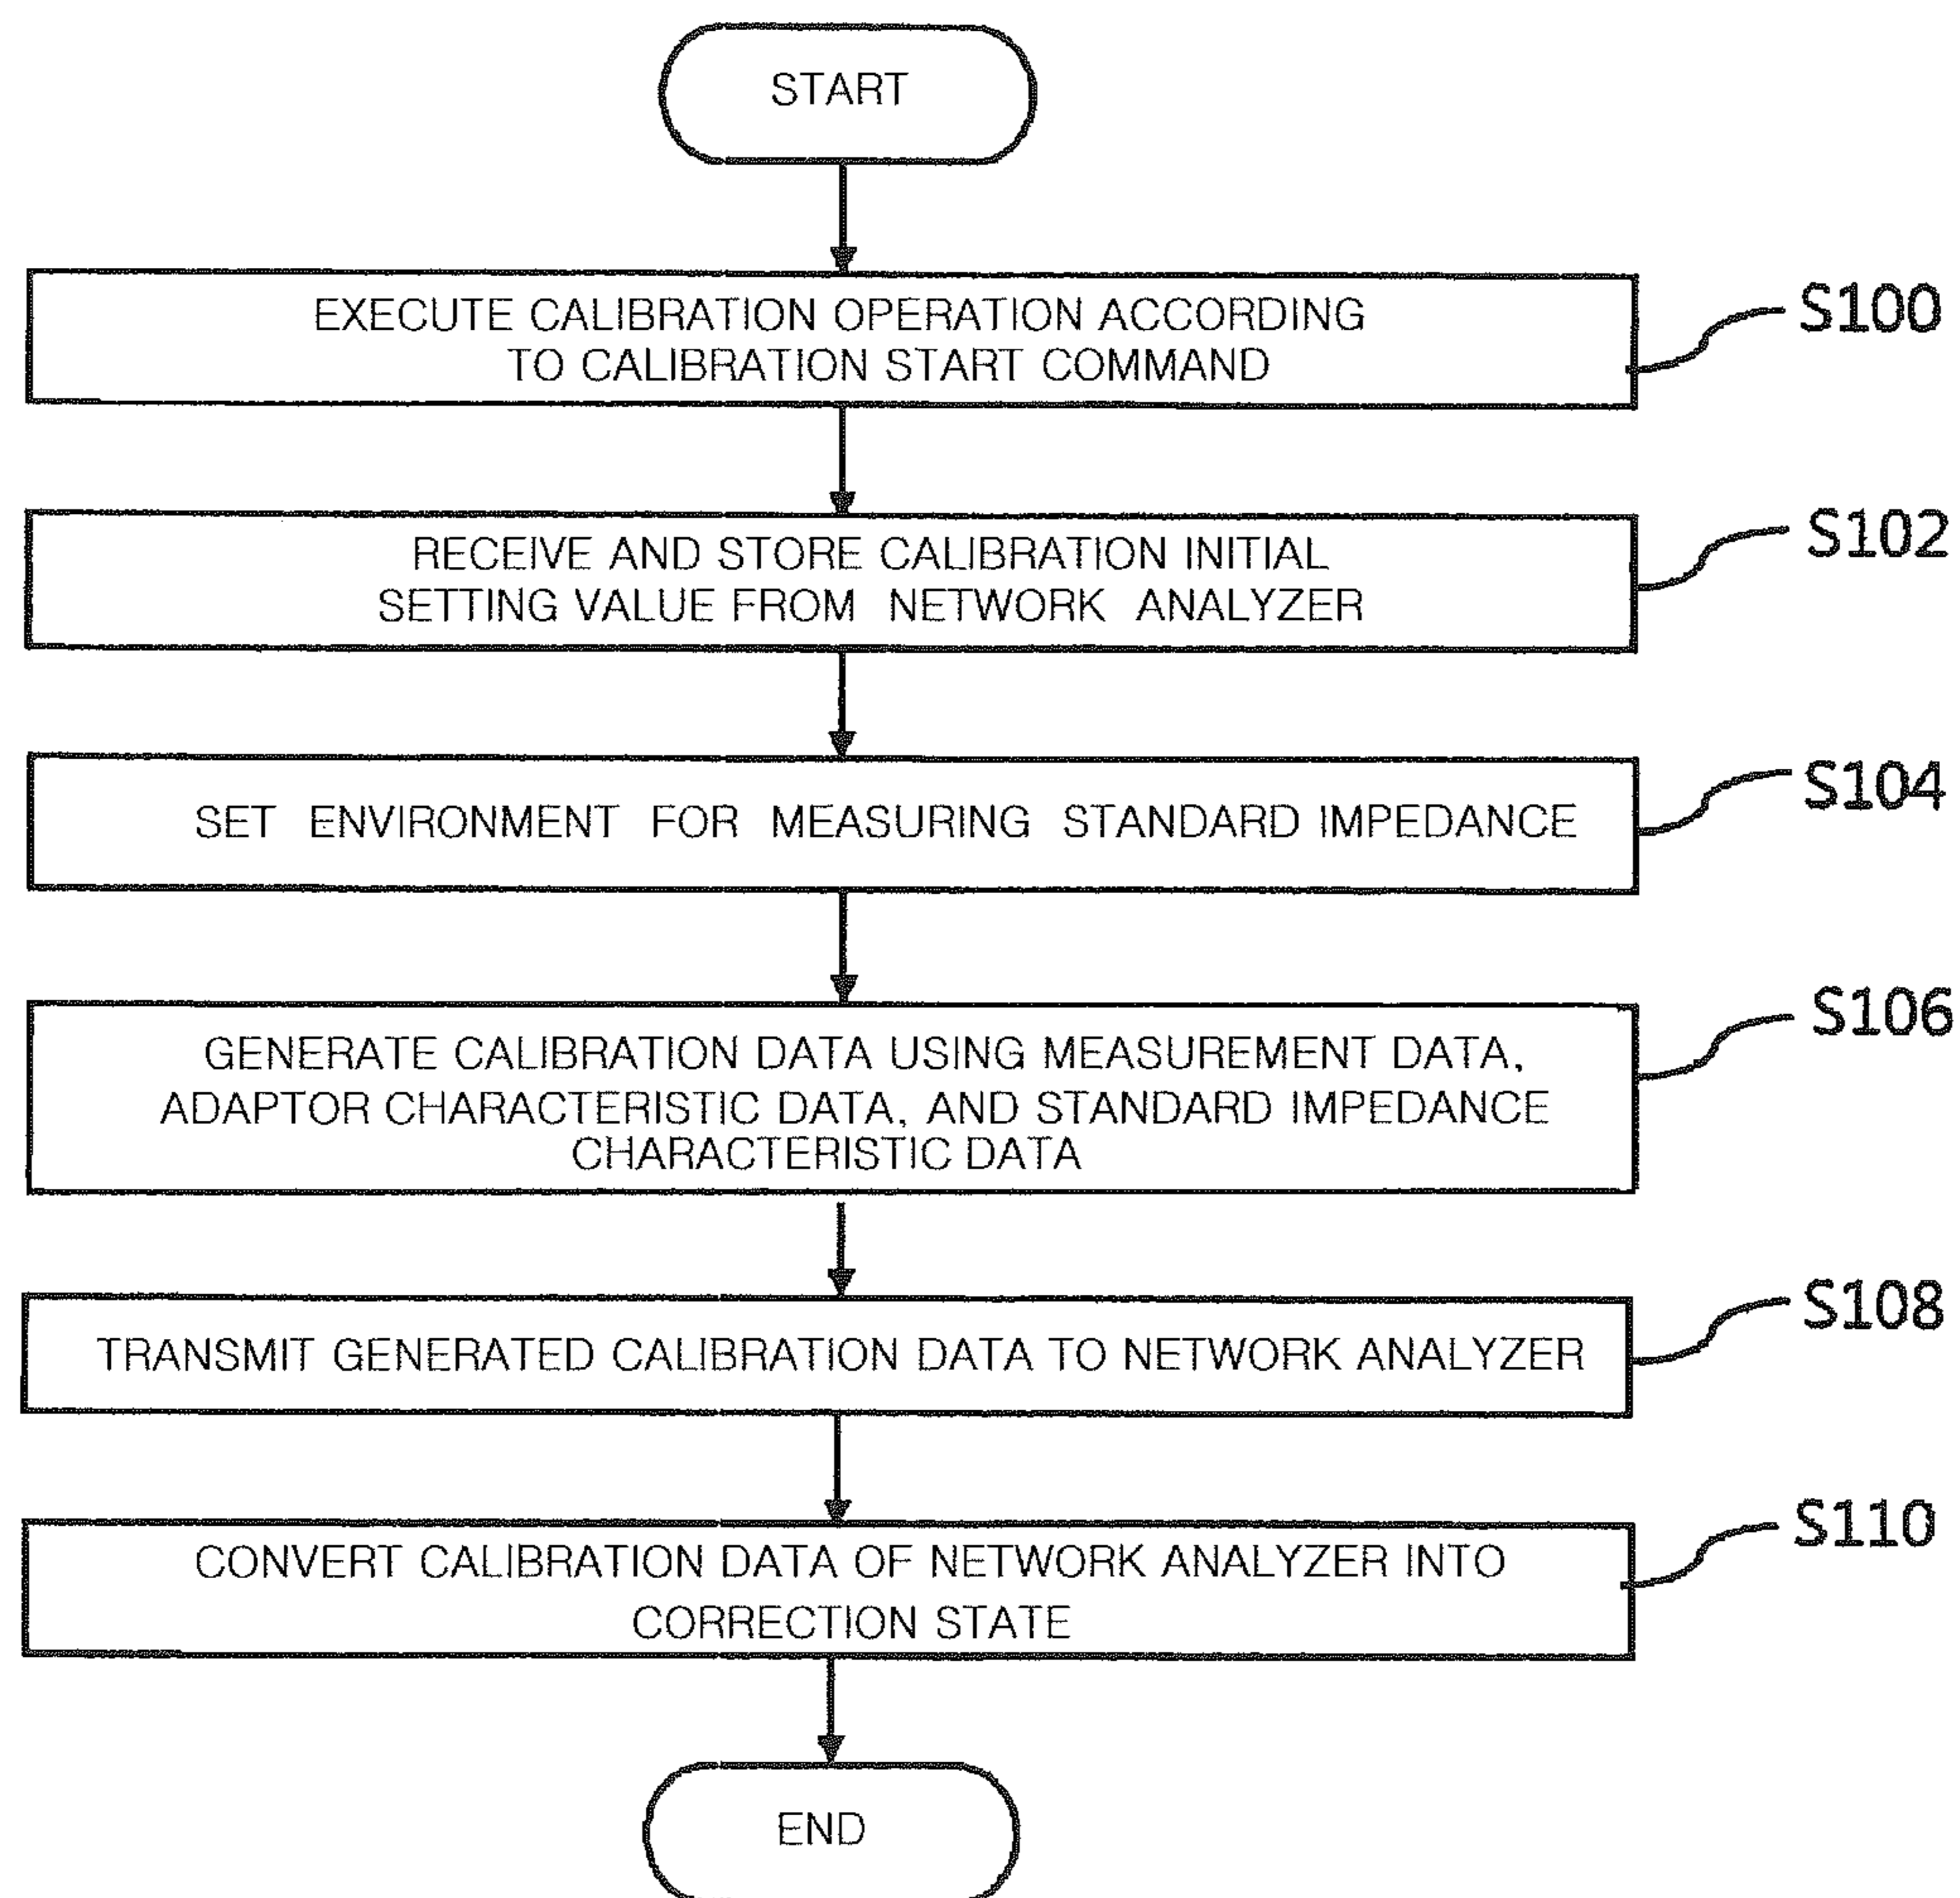 START
EXECUTE CALIBRATION OPERATION ACCORDING
TO CALIBRATION START COMMAND
S100
RECEIVE AND STORE CALIBRATION INITIAL
SETTING VALUE FROM NETWORK ANALYZER
S102
SET ENVIRONMENT FOR MEASURING STANDARD IMPEDANCE
S104
GENERATE CALIBRATION DATA USING MEASUREMENT DATA,
ADAPTOR CHARACTERISTIC DATA, AND STANDARD IMPEDANCE
CHARACTERISTIC DATA
S106
TRANSMIT GENERATED CALIBRATION DATA TO NETWORK ANALYZER
S108
CONVERT CALIBRATION DATA OF NETWORK ANALYZER INTO
CORRECTION STATE
S110
END